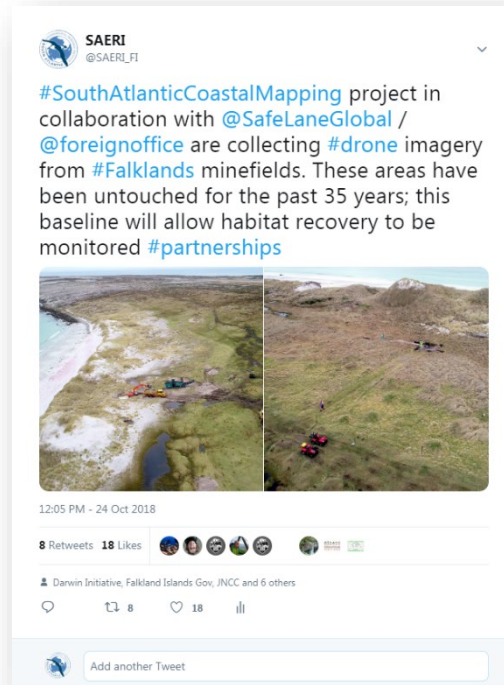 SAERI
@SAERI_FI
#SouthAtlanticCoastalMapping project in
collaboration with @SafeLaneGlobal /
@foreignoffice are collecting #drone imagery
from #Falklands minefields. These areas have
been untouched for the past 35 years; this
baseline will allow habitat recovery to be
monitored #partnerships
12:05 PM - 24 Oct 2018
8 Retweets 18 Likes
Darwin Initiative, Falkland Islands Gov, JNCC and 6 others
8 18
Add another Tweet